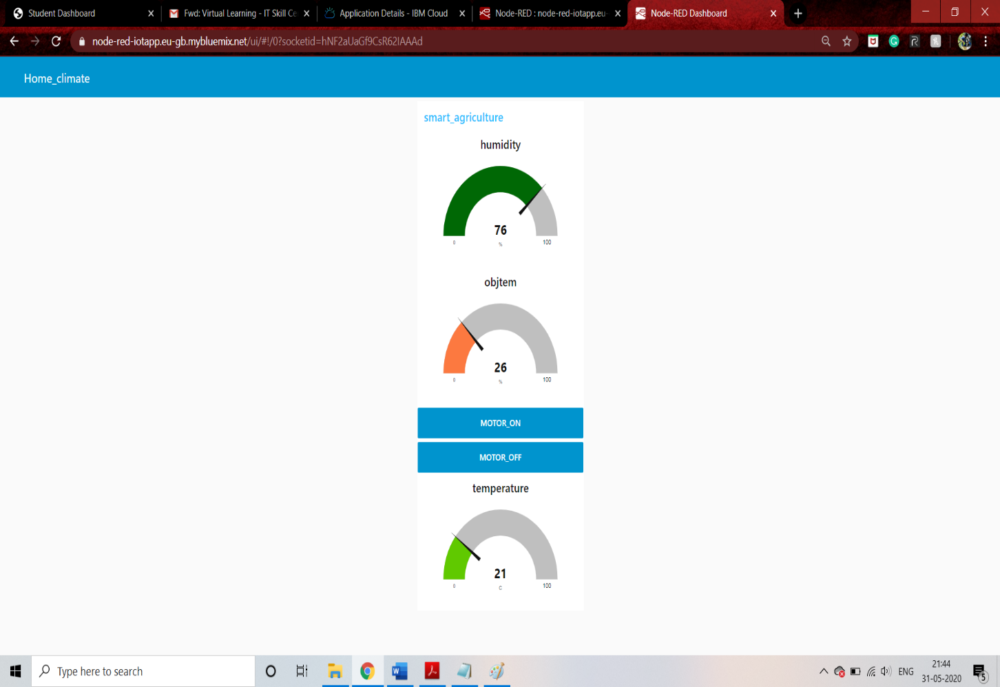 Student Dashboard
Fwd: Virtual Learning - IT Skill Ce
Application Details - IBM Cloud
Node-RED : node-red-iotapp.eu-
Node-RED Dashboard
node-red-iotapp.eu-gb.mybluemix.net/ui/#!/0?socketid=hNF2aUaGf9CsR62IAAAd
Home_climate
smart_agriculture
humidity
76
0 % 100
objtem
26
0 % 100
MOTOR_ON
MOTOR_OFF
temperature
21
0 C 100
Type here to search
ENG
21:44
31-05-2020
5